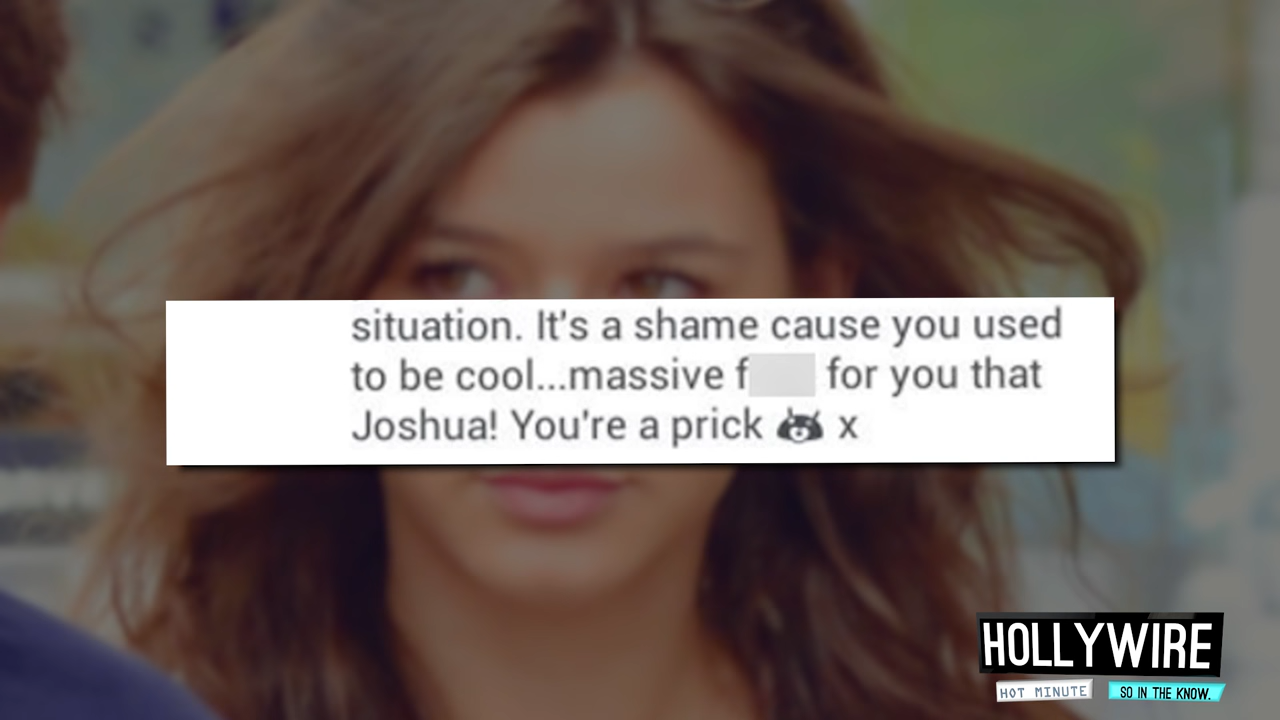 situation. It's a shame cause you used
to be cool...massive f for you that
Joshua! You're a prick x
HOLLYWIRE
HOT MINUTE
SO IN THE KNOW.